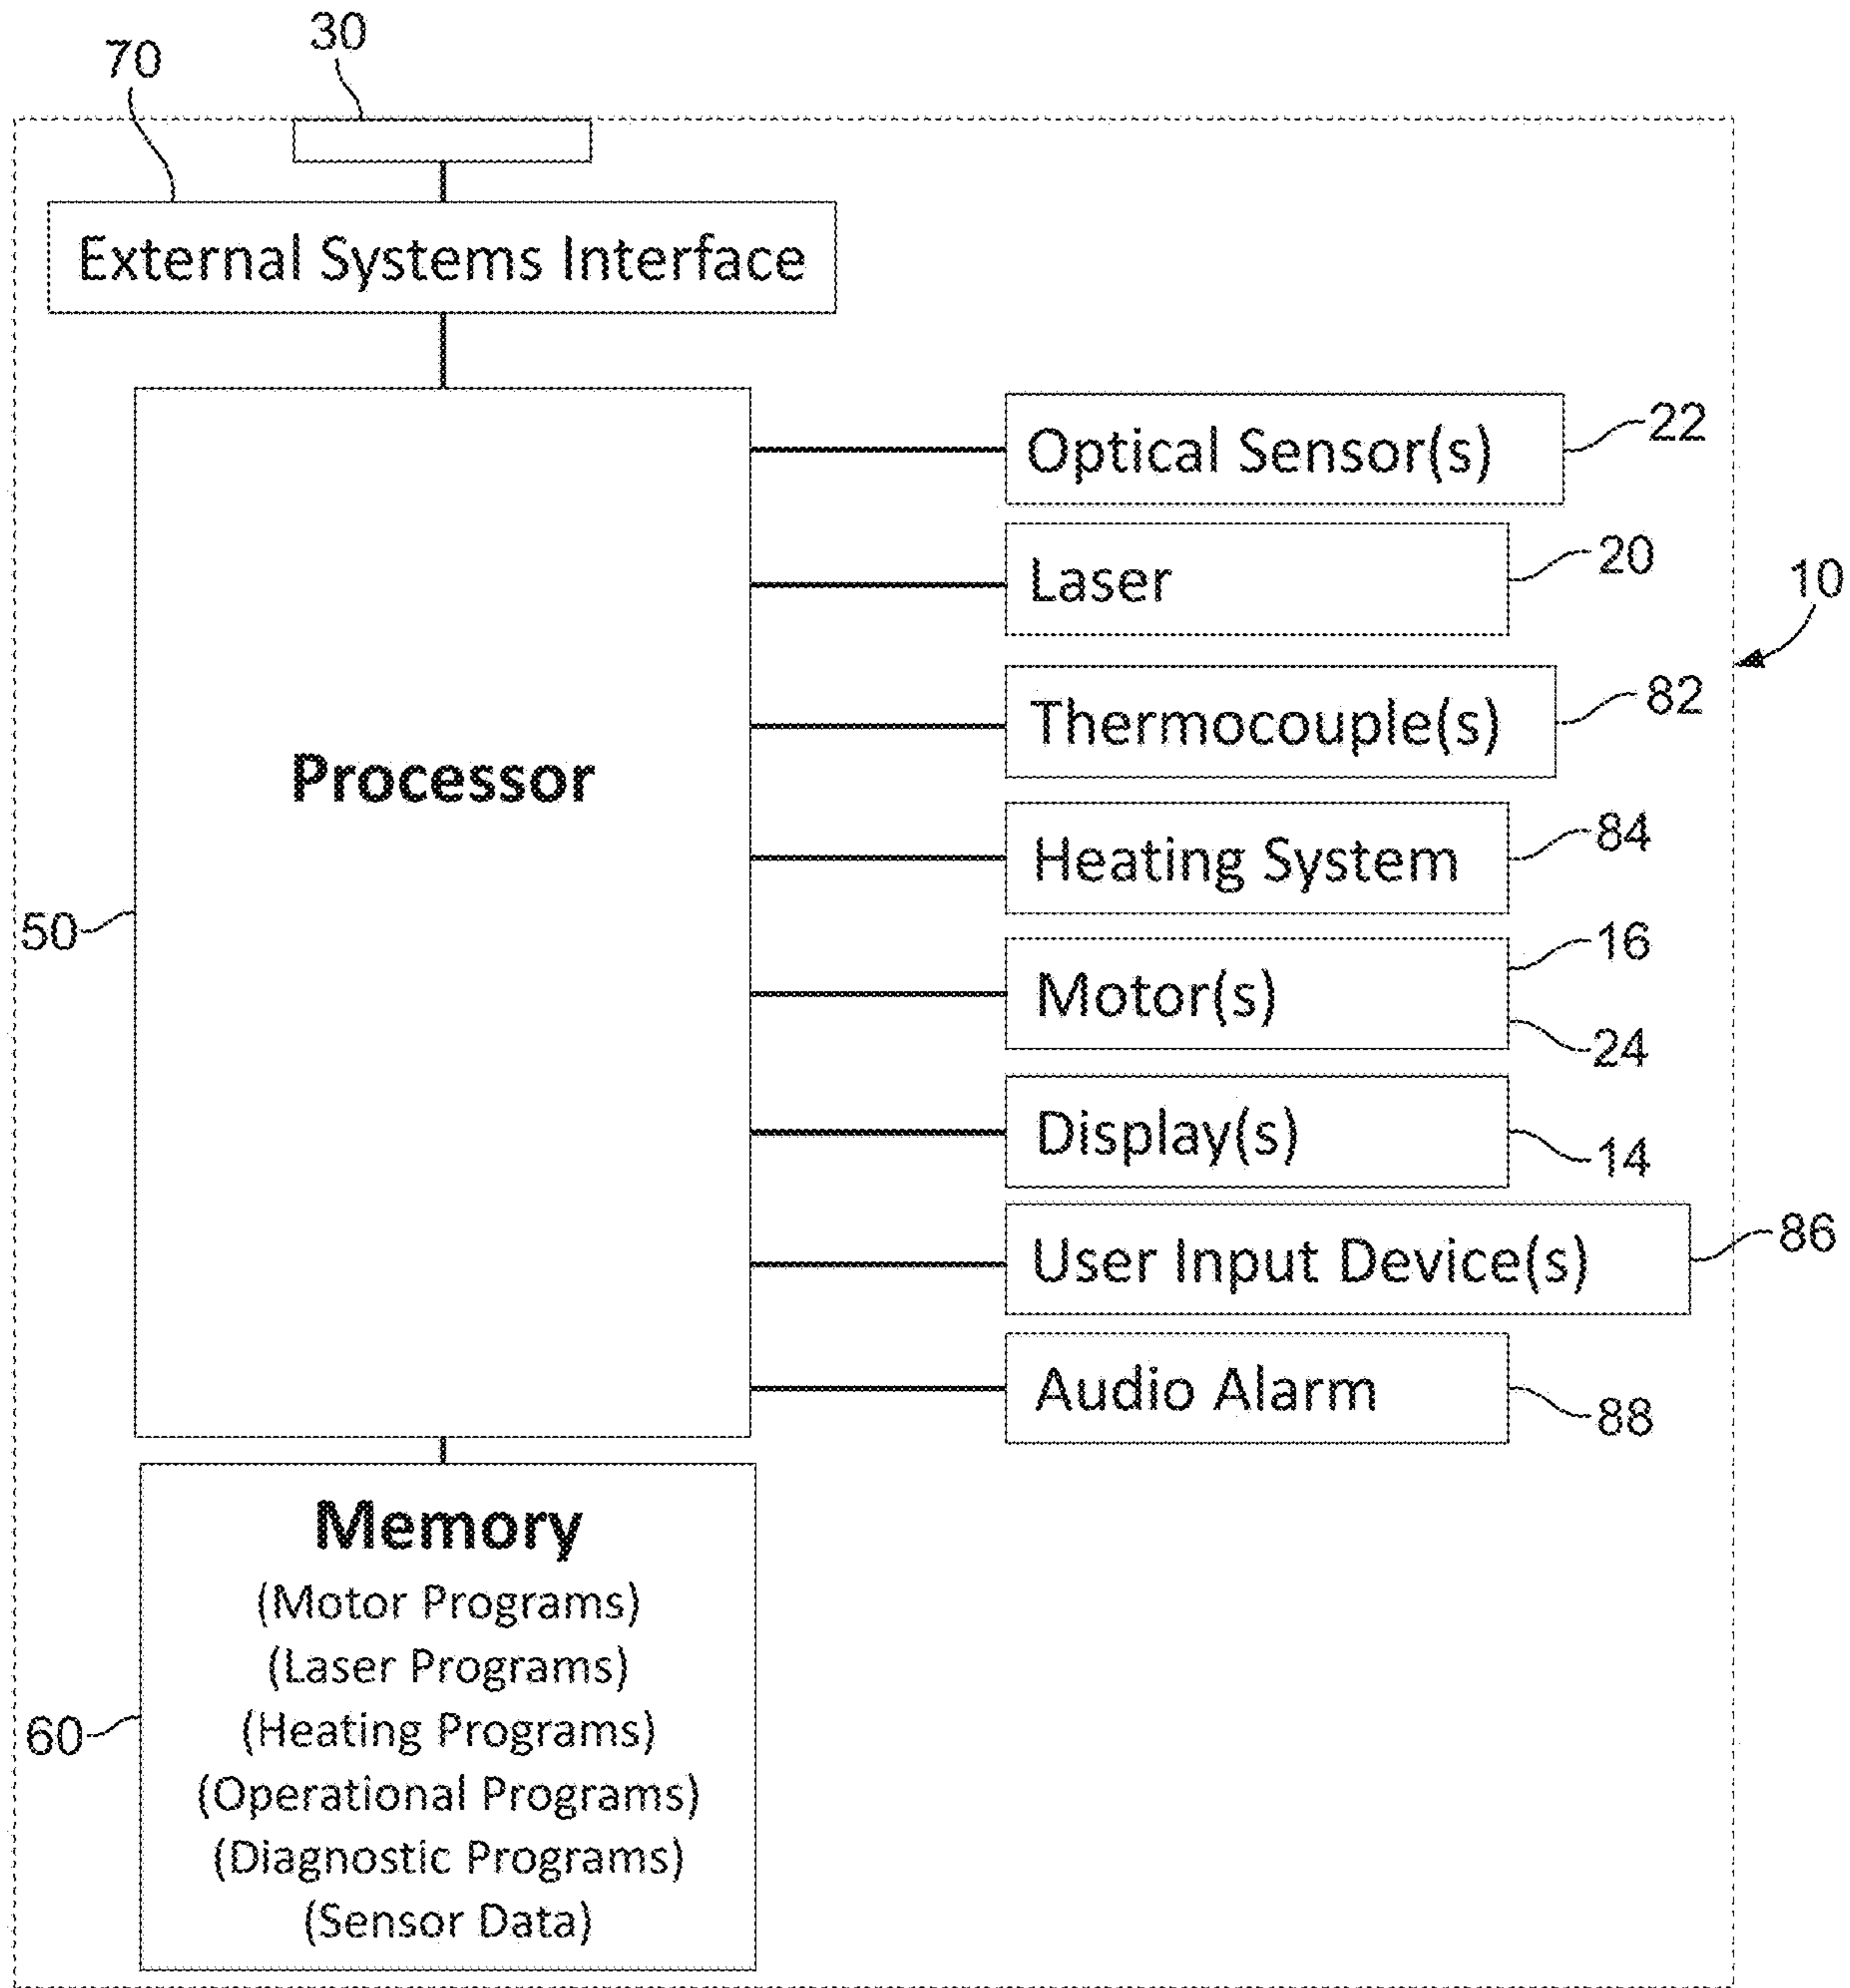 30
70
External Systems Interface
Optical Sensor(s)
22
Laser
20
10
Thermocouple(s)
82
Processor
Heating System
84
50
Motor(s)
16
24
Display(s)
14
User Input Device(s)
86
Audio Alarm
88
Memory
(Motor Programs)
(Laser Programs)
(Heating Programs)
60
(Operational Programs)
(Diagnostic Programs)
(Sensor Data)